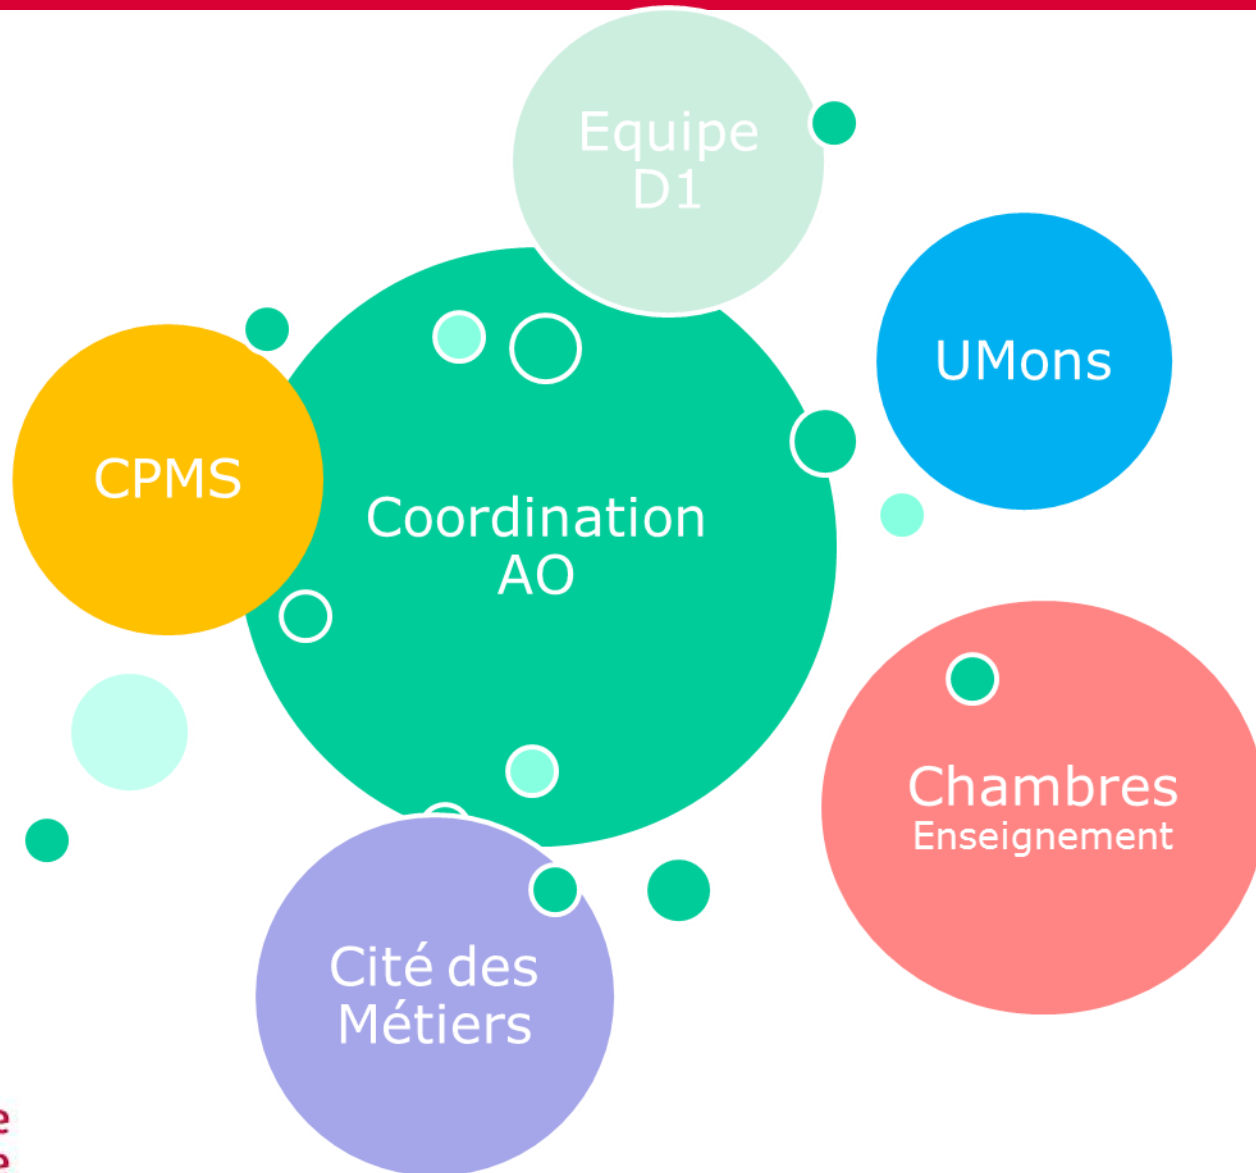 Equipe
D1
UMons
CPMS
Coordination
AO
Chambres
Enseignement
Cité des
Métiers
e
e